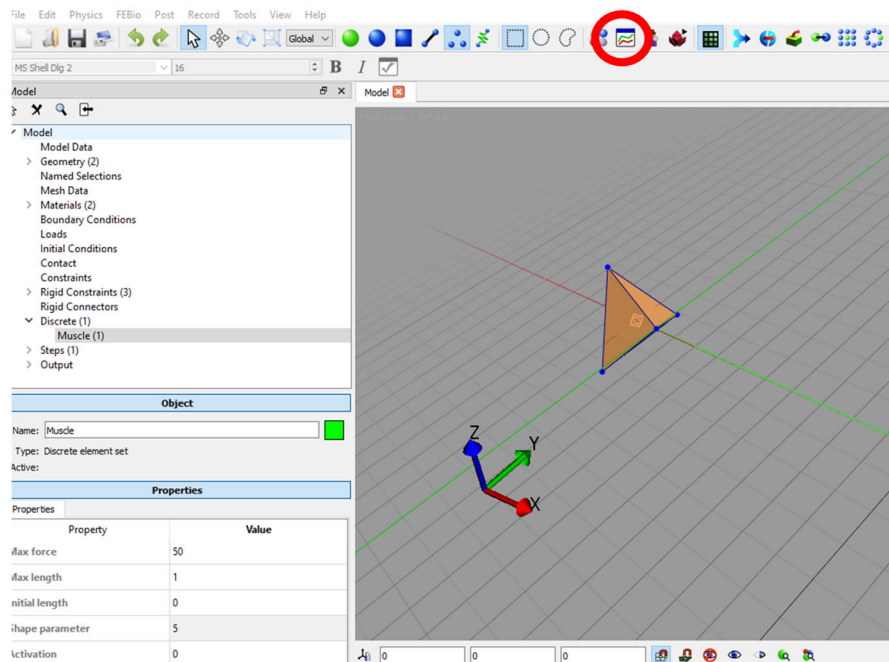 File Edit Physics FEBio Post Record Tools View Help
Global
MS Shell Dlg 2 16 B I
Model
Model
Model
Model Data
Geometry (2)
Named Selections
Mesh Data
Materials (2)
Boundary Conditions
Loads
Initial Conditions
Contact
Constraints
Rigid Constraints (3)
Rigid Connectors
Discrete (1)
Muscle (1)
Steps (1)
Output
Object
Name: Muscle
Type: Discrete element set
Active:
Properties
Properties
Property Value
Max force 50
Max length 1
Initial length 0
Shape parameter 5
Activation 0
Z
Y
X
0 0 0